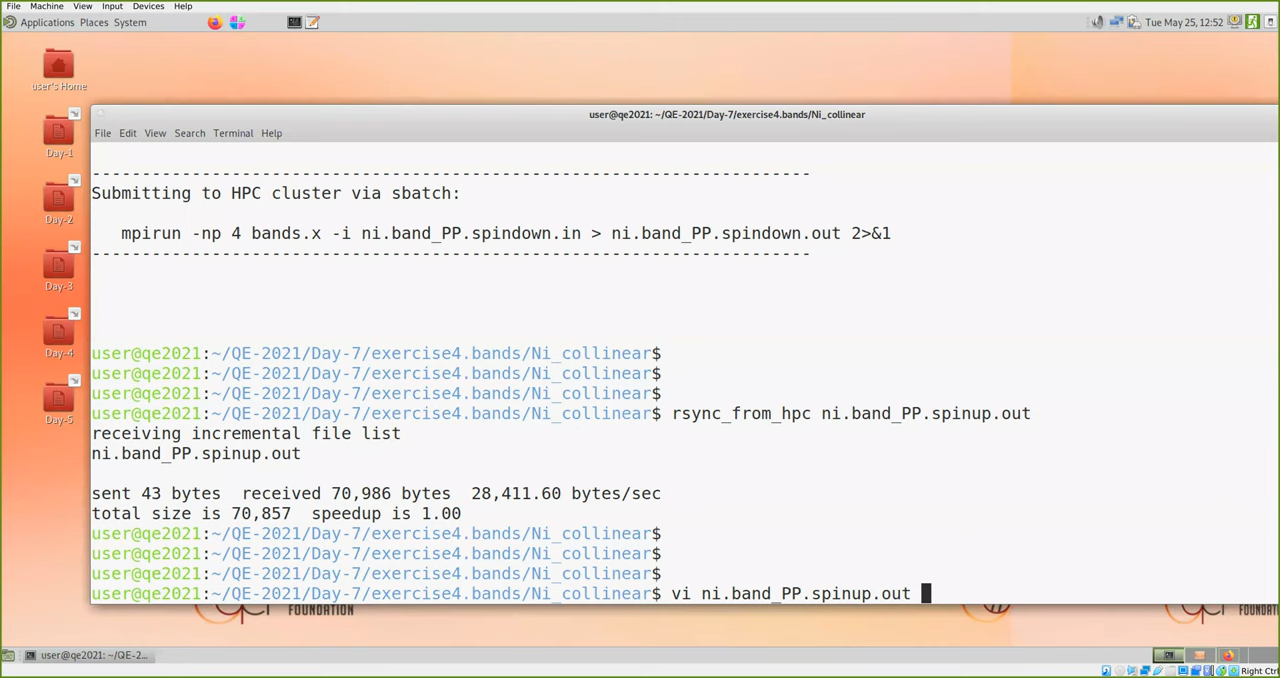 File Machine View Input Devices Help
Applications Places System
Tue May 25, 12:52
user's Home
Day-1
Day-2
Day-3
Day-4
Day-5
user@qe2021: ~/QE-2021/Day-7/exercise4.bands/Ni_collinear
File Edit View Search Terminal Help
------------------------------------------------------------------------
Submitting to HPC cluster via sbatch:
mpirun -np 4 bands.x -i ni.band_PP.spindown.in > ni.band_PP.spindown.out 2>&1
------------------------------------------------------------------------
user@qe2021:~/QE-2021/Day-7/exercise4.bands/Ni_collinear$
user@qe2021:~/QE-2021/Day-7/exercise4.bands/Ni_collinear$
user@qe2021:~/QE-2021/Day-7/exercise4.bands/Ni_collinear$
user@qe2021:~/QE-2021/Day-7/exercise4.bands/Ni_collinear$ rsync_from_hpc ni.band_PP.spinup.out
receiving incremental file list
ni.band_PP.spinup.out
sent 43 bytes received 70,986 bytes 28,411.60 bytes/sec
total size is 70,857 speedup is 1.00
user@qe2021:~/QE-2021/Day-7/exercise4.bands/Ni_collinear$
user@qe2021:~/QE-2021/Day-7/exercise4.bands/Ni_collinear$
user@qe2021:~/QE-2021/Day-7/exercise4.bands/Ni_collinear$
user@qe2021:~/QE-2021/Day-7/exercise4.bands/Ni_collinear$ vi ni.band_PP.spinup.out
FOUNDATION
user@qe2021: ~/QE-2...
Right Ctrl